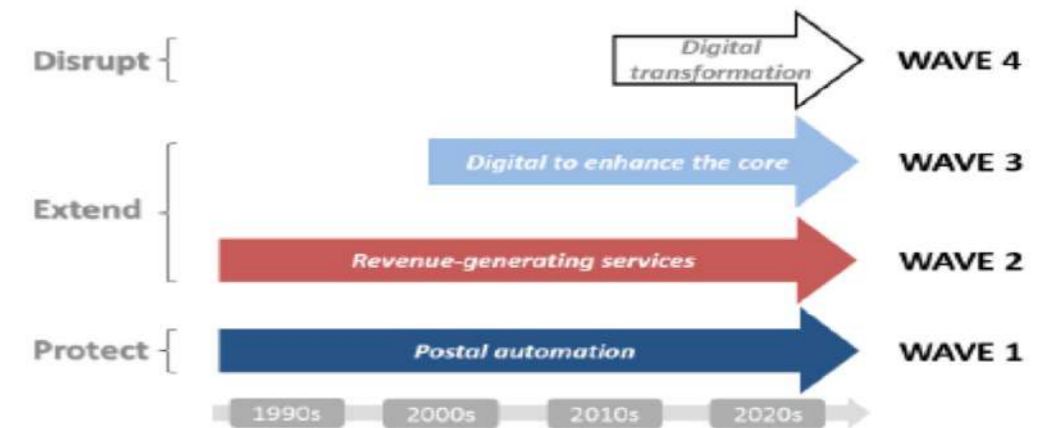 Disrupt
Digital
transformation
WAVE 4
Digital to enhance the core
WAVE 3
Extend
Revenue-generating services
WAVE 2
Protect
Postal automation
WAVE 1
1990s
2000s
2010s
2020s